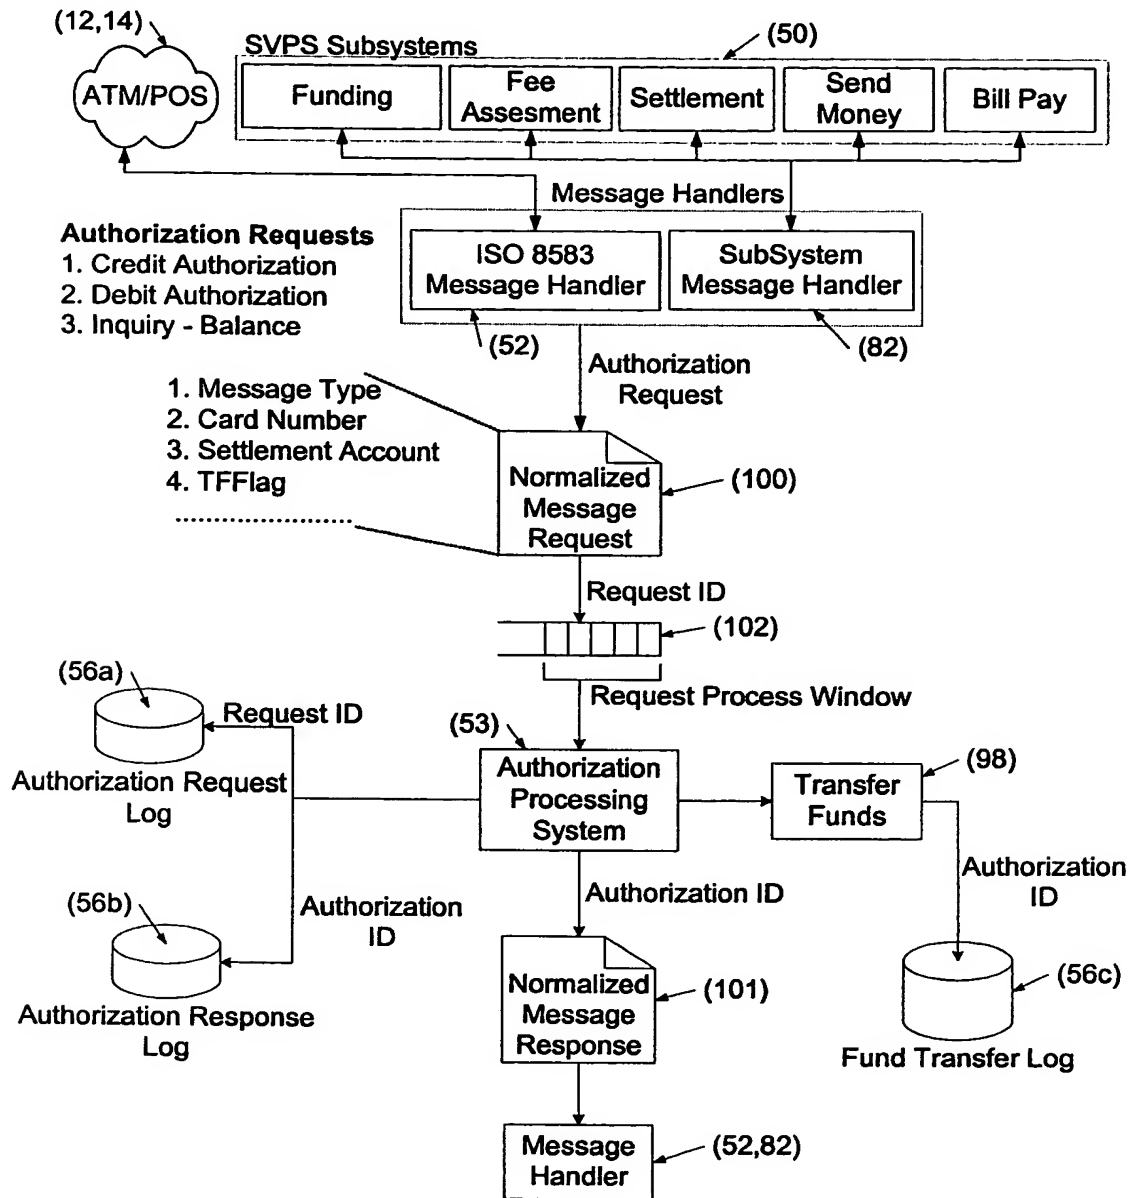 (12,14)
SVPS Subsystems
(50)
ATM/POS
Funding
Fee
Assesment
Settlement
Send
Money
Bill Pay
Message Handlers
Authorization Requests
1. Credit Authorization
2. Debit Authorization
3. Inquiry - Balance
ISO 8583
Message Handler
SubSystem
Message Handler
(52)
(82)
Authorization
Request
1. Message Type
2. Card Number
3. Settlement Account
4. TFFlag
................................
Normalized
Message
Request
(100)
Request ID
(102)
Request Process Window
(56a)
Request ID
Authorization Request
Log
(53)
Authorization
Processing
System
Transfer
Funds
(98)
(56b)
Authorization
ID
Authorization Response
Log
Authorization ID
Authorization
ID
Normalized
Message
Response
(101)
(56c)
Fund Transfer Log
Message
Handler
(52,82)